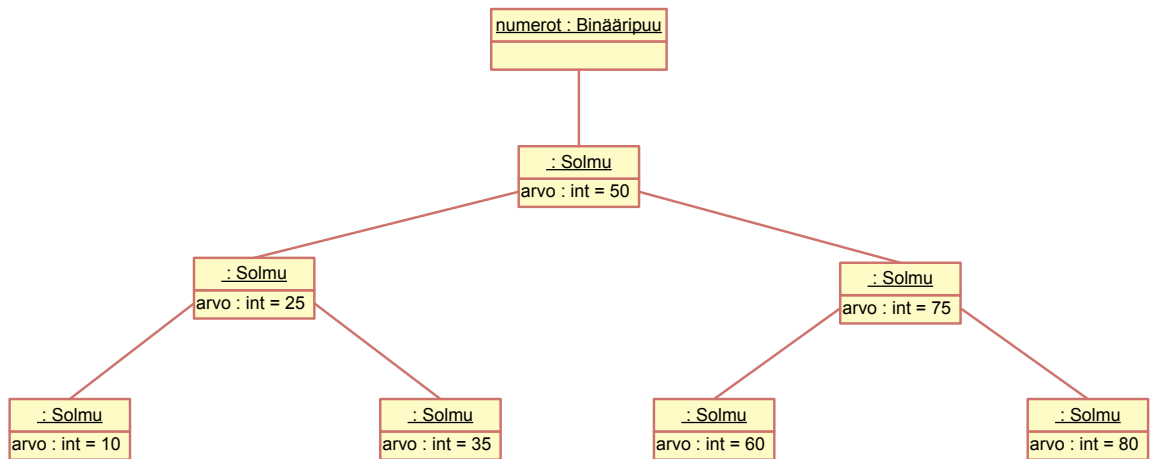 numerot : Binääripuu
: Solmu
arvo : int = 50
: Solmu
arvo : int = 25
: Solmu
arvo : int = 75
: Solmu
arvo : int = 10
: Solmu
arvo : int = 35
: Solmu
arvo : int = 60
: Solmu
arvo : int = 80